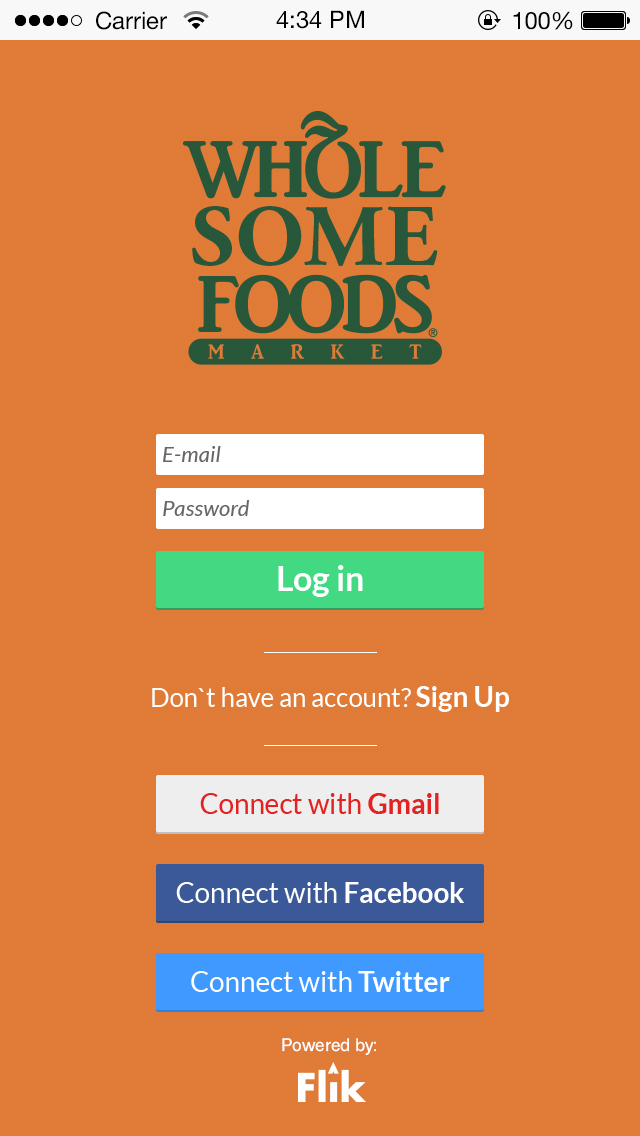 Carrier 4:34 PM 100%
WHOLE
SOME
FOODS®
MARKET
E-mail
Password
Log in
Don`t have an account? Sign Up
Connect with Gmail
Connect with Facebook
Connect with Twitter
Powered by:
Flik